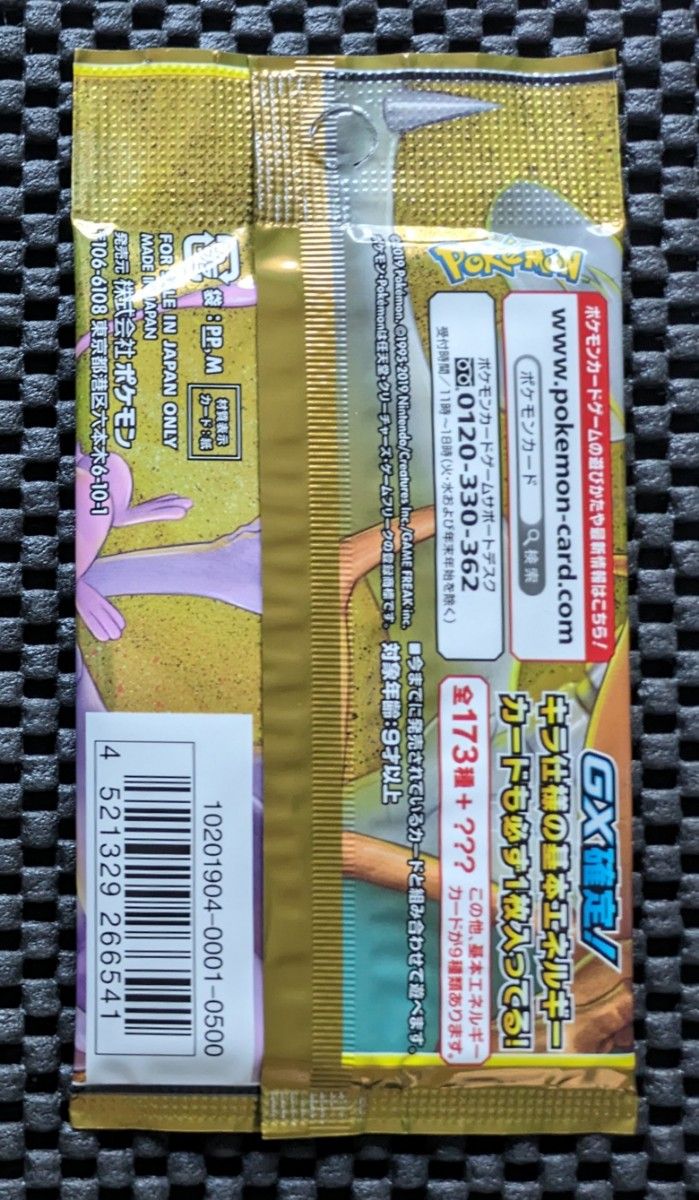 ポケモンカードゲームの遊びかたや最新情報はこちら!
www.pokemon-card.com
ポケモンカード 検索
ポケモンカードゲームサポートデスク
0120-330-362
受付時間/11時～18時(火・水および年末年始を除く)
GX確定!
キラ仕様の基本エネルギー
カードも必ず1枚入ってる!
全173種+???
この他、基本エネルギー
カードが9種類あります。
■今までに発売されているカードと組み合わせて遊べます。
対象年齢:9才以上
©2019 Pokémon. ©1995-2019 Nintendo/Creatures Inc./GAME FREAK inc.
ポケモン・Pokémonは任天堂・クリーチャーズ・ゲームフリークの登録商標です。
袋:PP,M
材質表示
カード:紙
FOR SALE IN JAPAN ONLY
MADE IN JAPAN
発売元 (株式会社ポケモン
106-6108 東京都港区六本木6-10-1
10201904-0001-0500
4 521329 266541